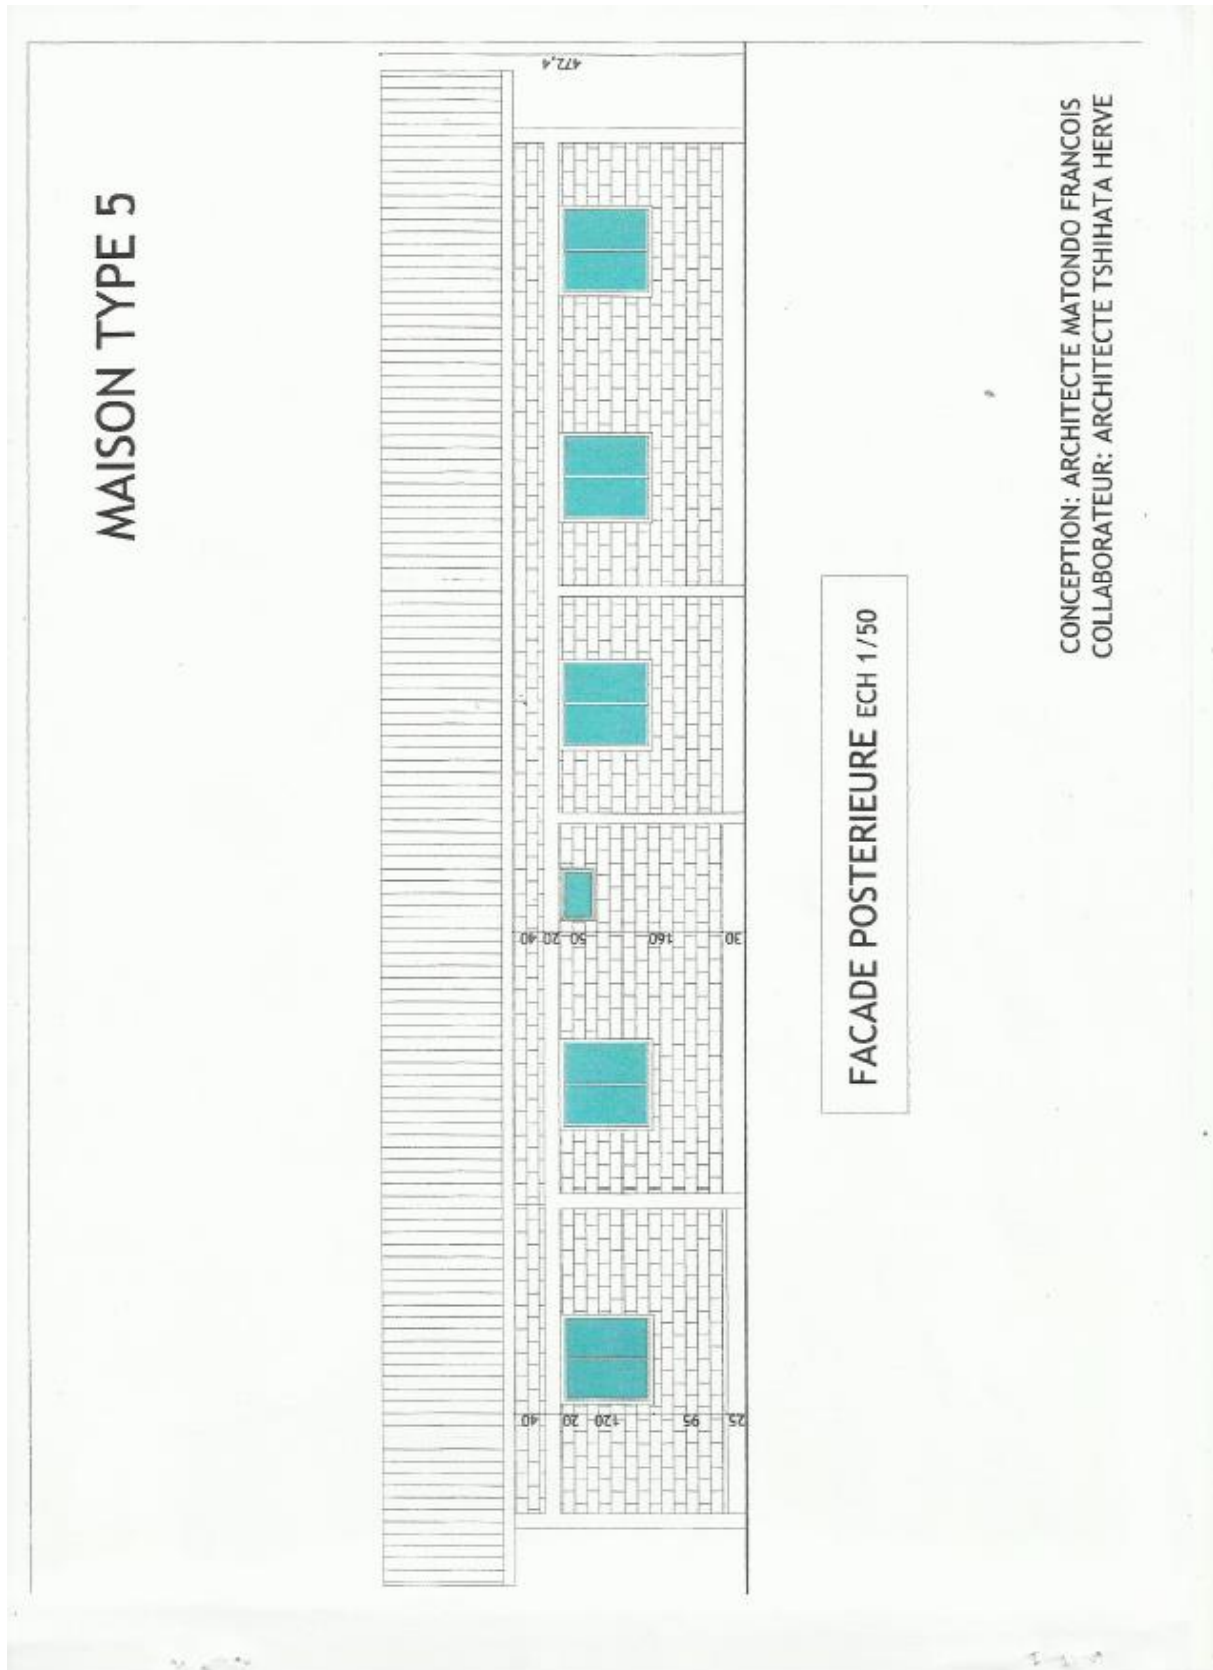 MAISON TYPE 5
472,4
40
20
50
160
30
40
20
120
95
25
FACADE POSTERIEURE ECH 1/50
CONCEPTION: ARCHITECTE MATONDO FRANCOIS
COLLABORATEUR: ARCHITECTE TSHIHATA HERVE